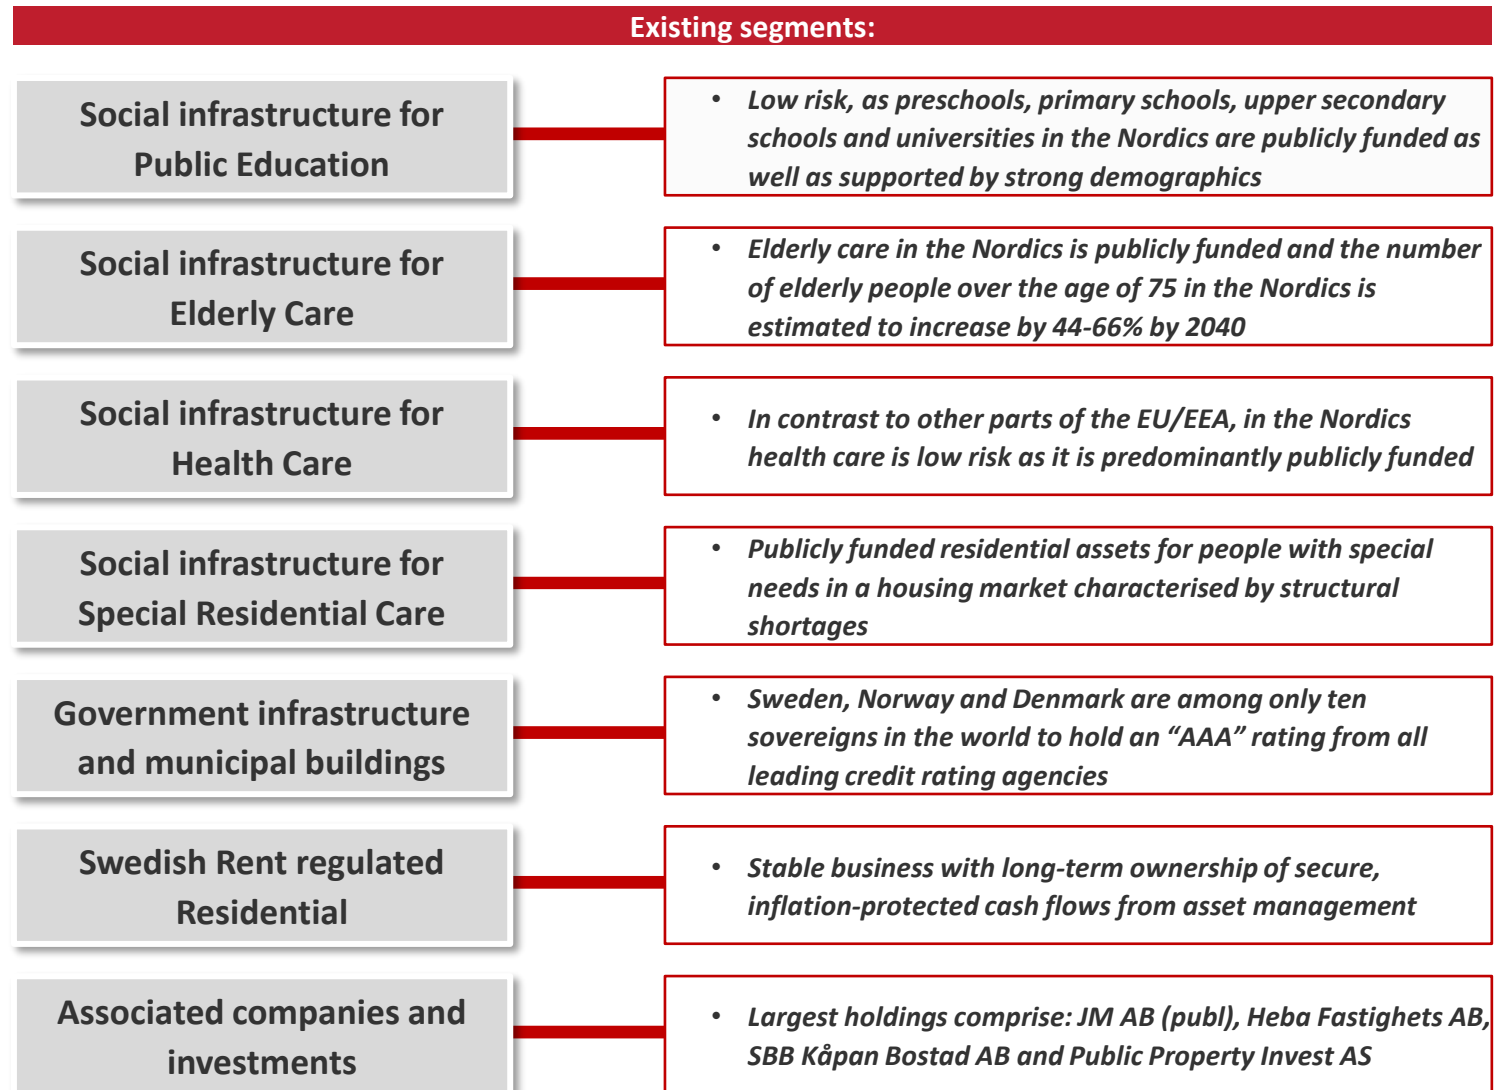 Existing segments:
Social infrastructure for
Public Education
• Low risk, as preschools, primary schools, upper secondary
schools and universities in the Nordics are publicly funded as
well as supported by strong demographics
Social infrastructure for
Elderly Care
• Elderly care in the Nordics is publicly funded and the number
of elderly people over the age of 75 in the Nordics is
estimated to increase by 44-66% by 2040
Social infrastructure for
Health Care
• In contrast to other parts of the EU/EEA, in the Nordics
health care is low risk as it is predominantly publicly funded
Social infrastructure for
Special Residential Care
• Publicly funded residential assets for people with special
needs in a housing market characterised by structural
shortages
Government infrastructure
and municipal buildings
• Sweden, Norway and Denmark are among only ten
sovereigns in the world to hold an “AAA” rating from all
leading credit rating agencies
Swedish Rent regulated
Residential
• Stable business with long-term ownership of secure,
inflation-protected cash flows from asset management
Associated companies and
investments
• Largest holdings comprise: JM AB (publ), Heba Fastighets AB,
SBB Kåpan Bostad AB and Public Property Invest AS